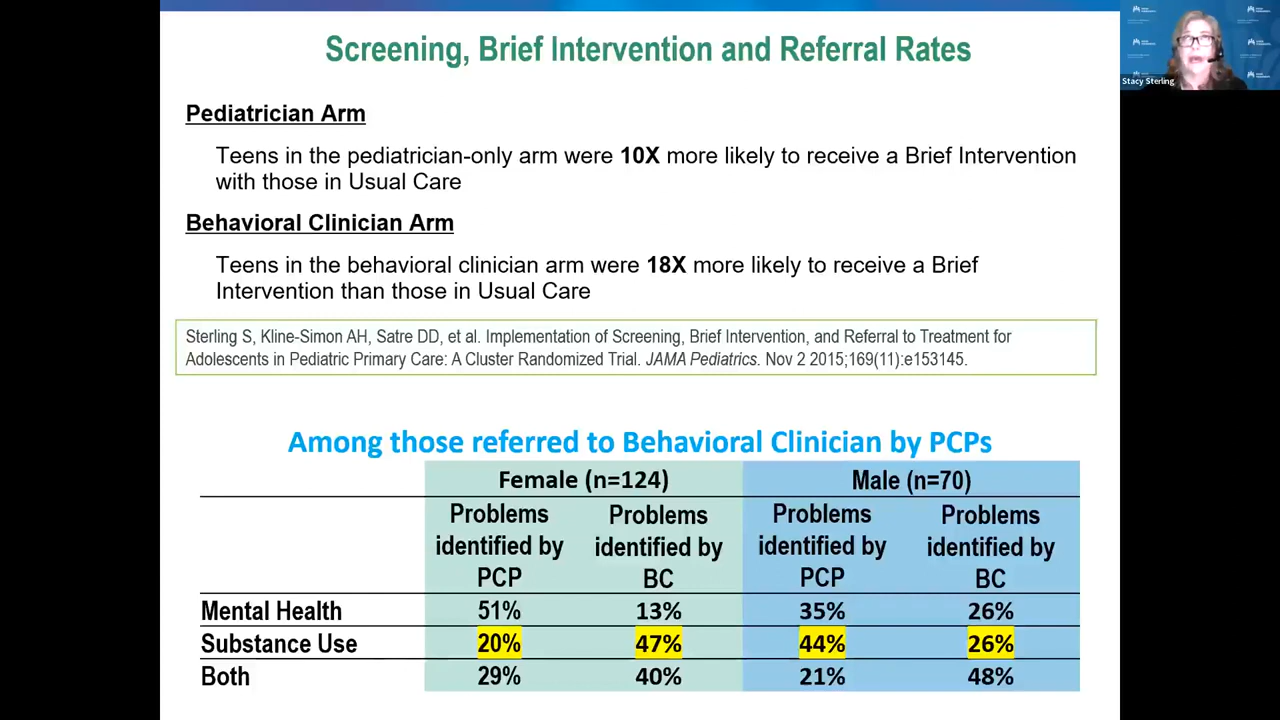 Screening, Brief Intervention and Referral Rates
Stacy Sterling
Pediatrician Arm
Teens in the pediatrician-only arm were 10X more likely to receive a Brief Intervention
with those in Usual Care
Behavioral Clinician Arm
Teens in the behavioral clinician arm were 18X more likely to receive a Brief
Intervention than those in Usual Care
Sterling S, Kline-Simon AH, Satre DD, et al. Implementation of Screening, Brief Intervention, and Referral to Treatment for
Adolescents in Pediatric Primary Care: A Cluster Randomized Trial. JAMA Pediatrics. Nov 2 2015;169(11):e153145.
Among those referred to Behavioral Clinician by PCPs
Female (n=124) Male (n=70)
Problems Problems Problems Problems
identified by identified by identified by identified by
PCP BC PCP BC
Mental Health 51% 13% 35% 26%
Substance Use 20% 47% 44% 26%
Both 29% 40% 21% 48%